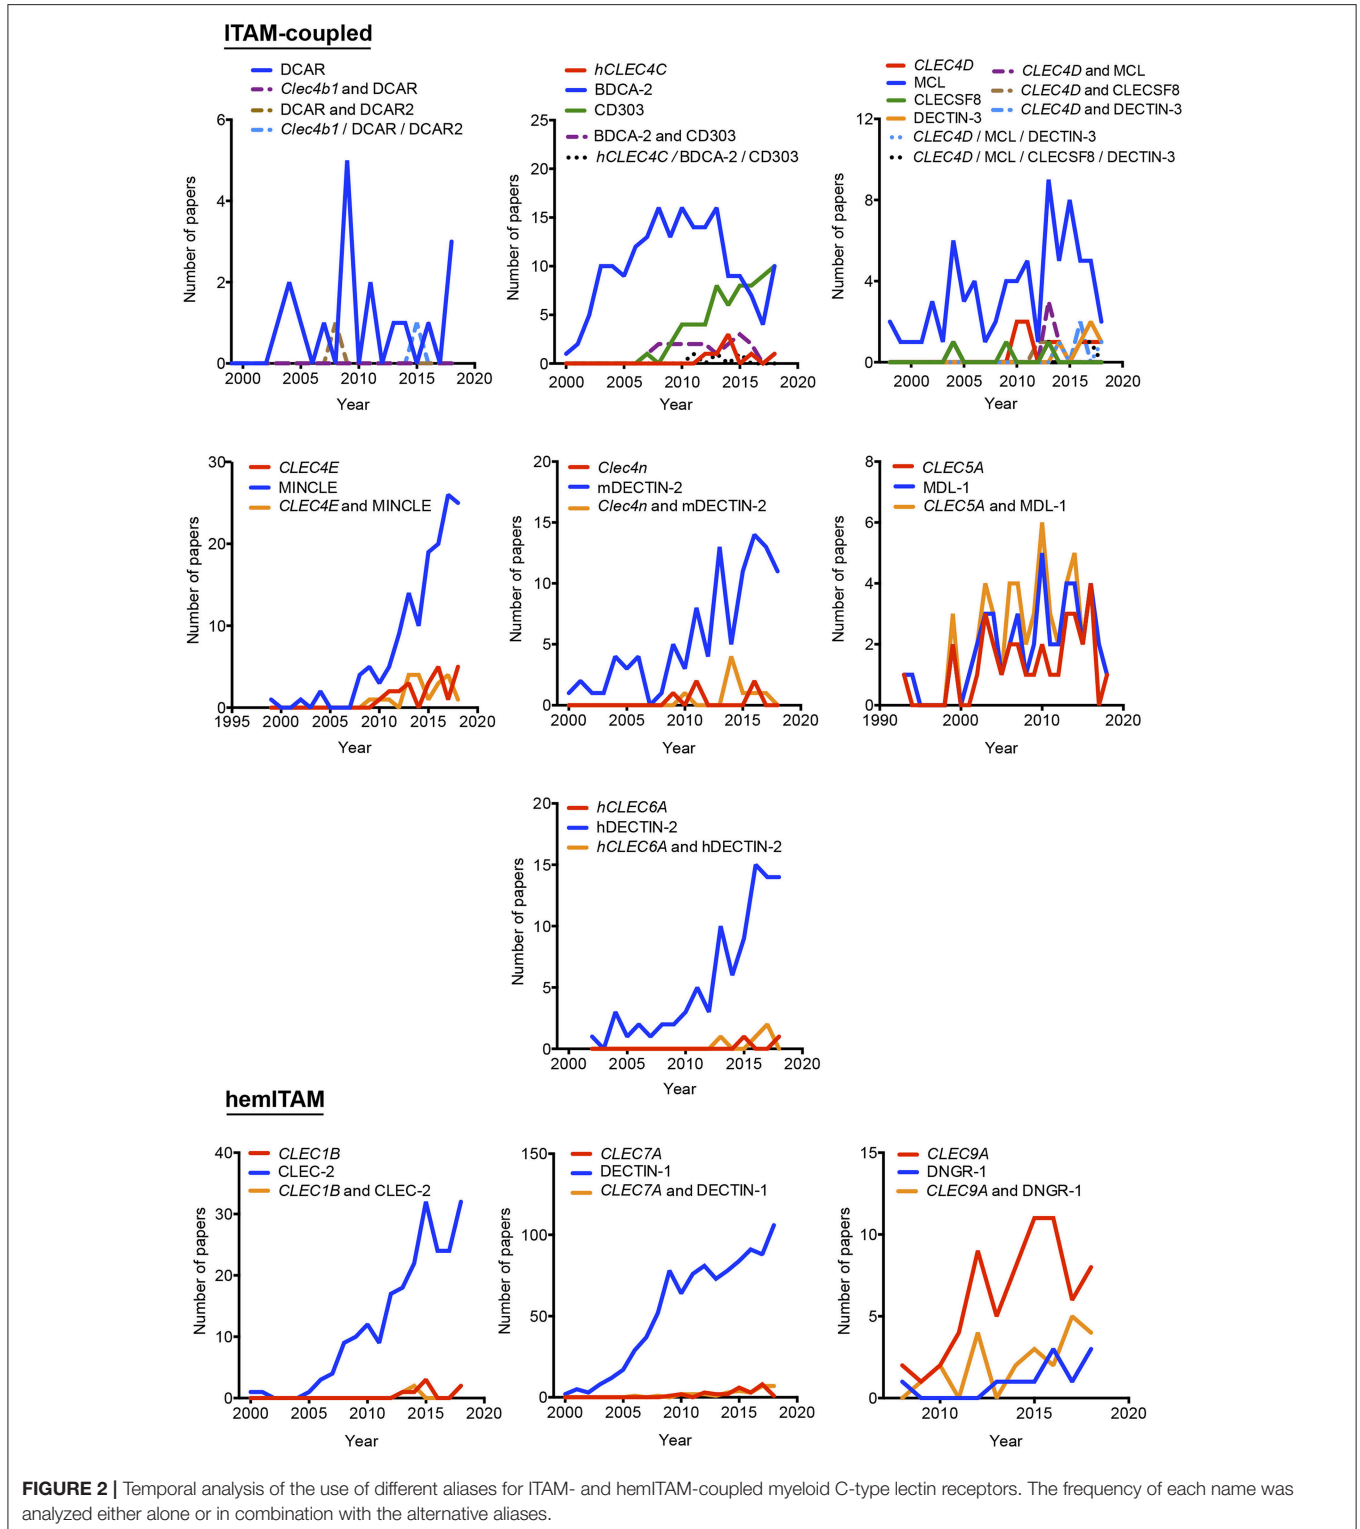 ITAM-coupled
DCAR
Clec4b1 and DCAR
DCAR and DCAR2
Clec4b1 / DCAR / DCAR2
6
4
2
0
Number of papers
2000 2005 2010 2015 2020
Year
hCLEC4C
BDCA-2
CD303
BDCA-2 and CD303
hCLEC4C / BDCA-2 / CD303
25
20
15
10
5
0
Number of papers
2000 2005 2010 2015 2020
Year
CLEC4D
MCL
CLECSF8
DECTIN-3
CLEC4D and MCL
CLEC4D and CLECSF8
CLEC4D and DECTIN-3
CLEC4D / MCL / DECTIN-3
CLEC4D / MCL / CLECSF8 / DECTIN-3
12
8
4
0
Number of papers
2000 2005 2010 2015 2020
Year
CLEC4E
MINCLE
CLEC4E and MINCLE
30
20
10
0
Number of papers
1995 2000 2005 2010 2015 2020
Year
Clec4n
mDECTIN-2
Clec4n and mDECTIN-2
20
15
10
5
0
Number of papers
2000 2005 2010 2015 2020
Year
CLEC5A
MDL-1
CLEC5A and MDL-1
8
6
4
2
0
Number of papers
1990 2000 2010 2020
Year
hCLEC6A
hDECTIN-2
hCLEC6A and hDECTIN-2
20
15
10
5
0
Number of papers
2000 2005 2010 2015 2020
Year
hemITAM
CLEC1B
CLEC-2
CLEC1B and CLEC-2
40
30
20
10
0
Number of papers
2000 2005 2010 2015 2020
Year
CLEC7A
DECTIN-1
CLEC7A and DECTIN-1
150
100
50
0
Number of papers
2000 2005 2010 2015 2020
Year
CLEC9A
DNGR-1
CLEC9A and DNGR-1
15
10
5
0
Number of papers
2010 2015 2020
Year
FIGURE 2 | Temporal analysis of the use of different aliases for ITAM- and hemITAM-coupled myeloid C-type lectin receptors. The frequency of each name was
analyzed either alone or in combination with the alternative aliases.